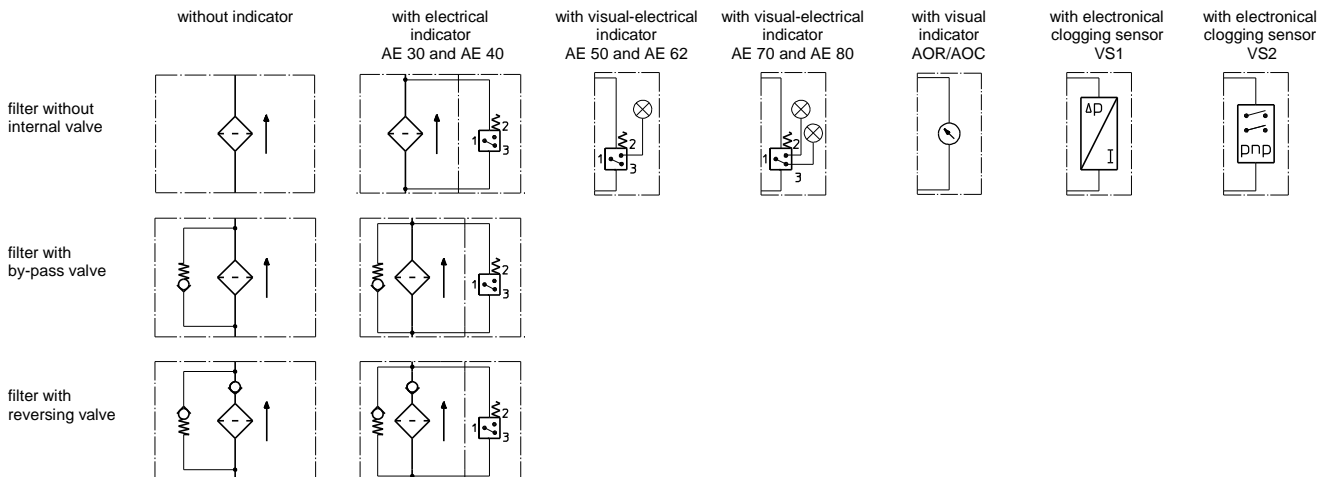 without indicator
with electrical
indicator
AE 30 and AE 40
with visual-electrical
indicator
AE 50 and AE 62
with visual-electrical
indicator
AE 70 and AE 80
with visual
indicator
AOR/AOC
with electronical
clogging sensor
VS1
with electronical
clogging sensor
VS2
filter without
internal valve
1 2 3
1 2 3
1 2 3
Δp
I
pnp
filter with
by-pass valve
1 2 3
filter with
reversing valve
1 2 3